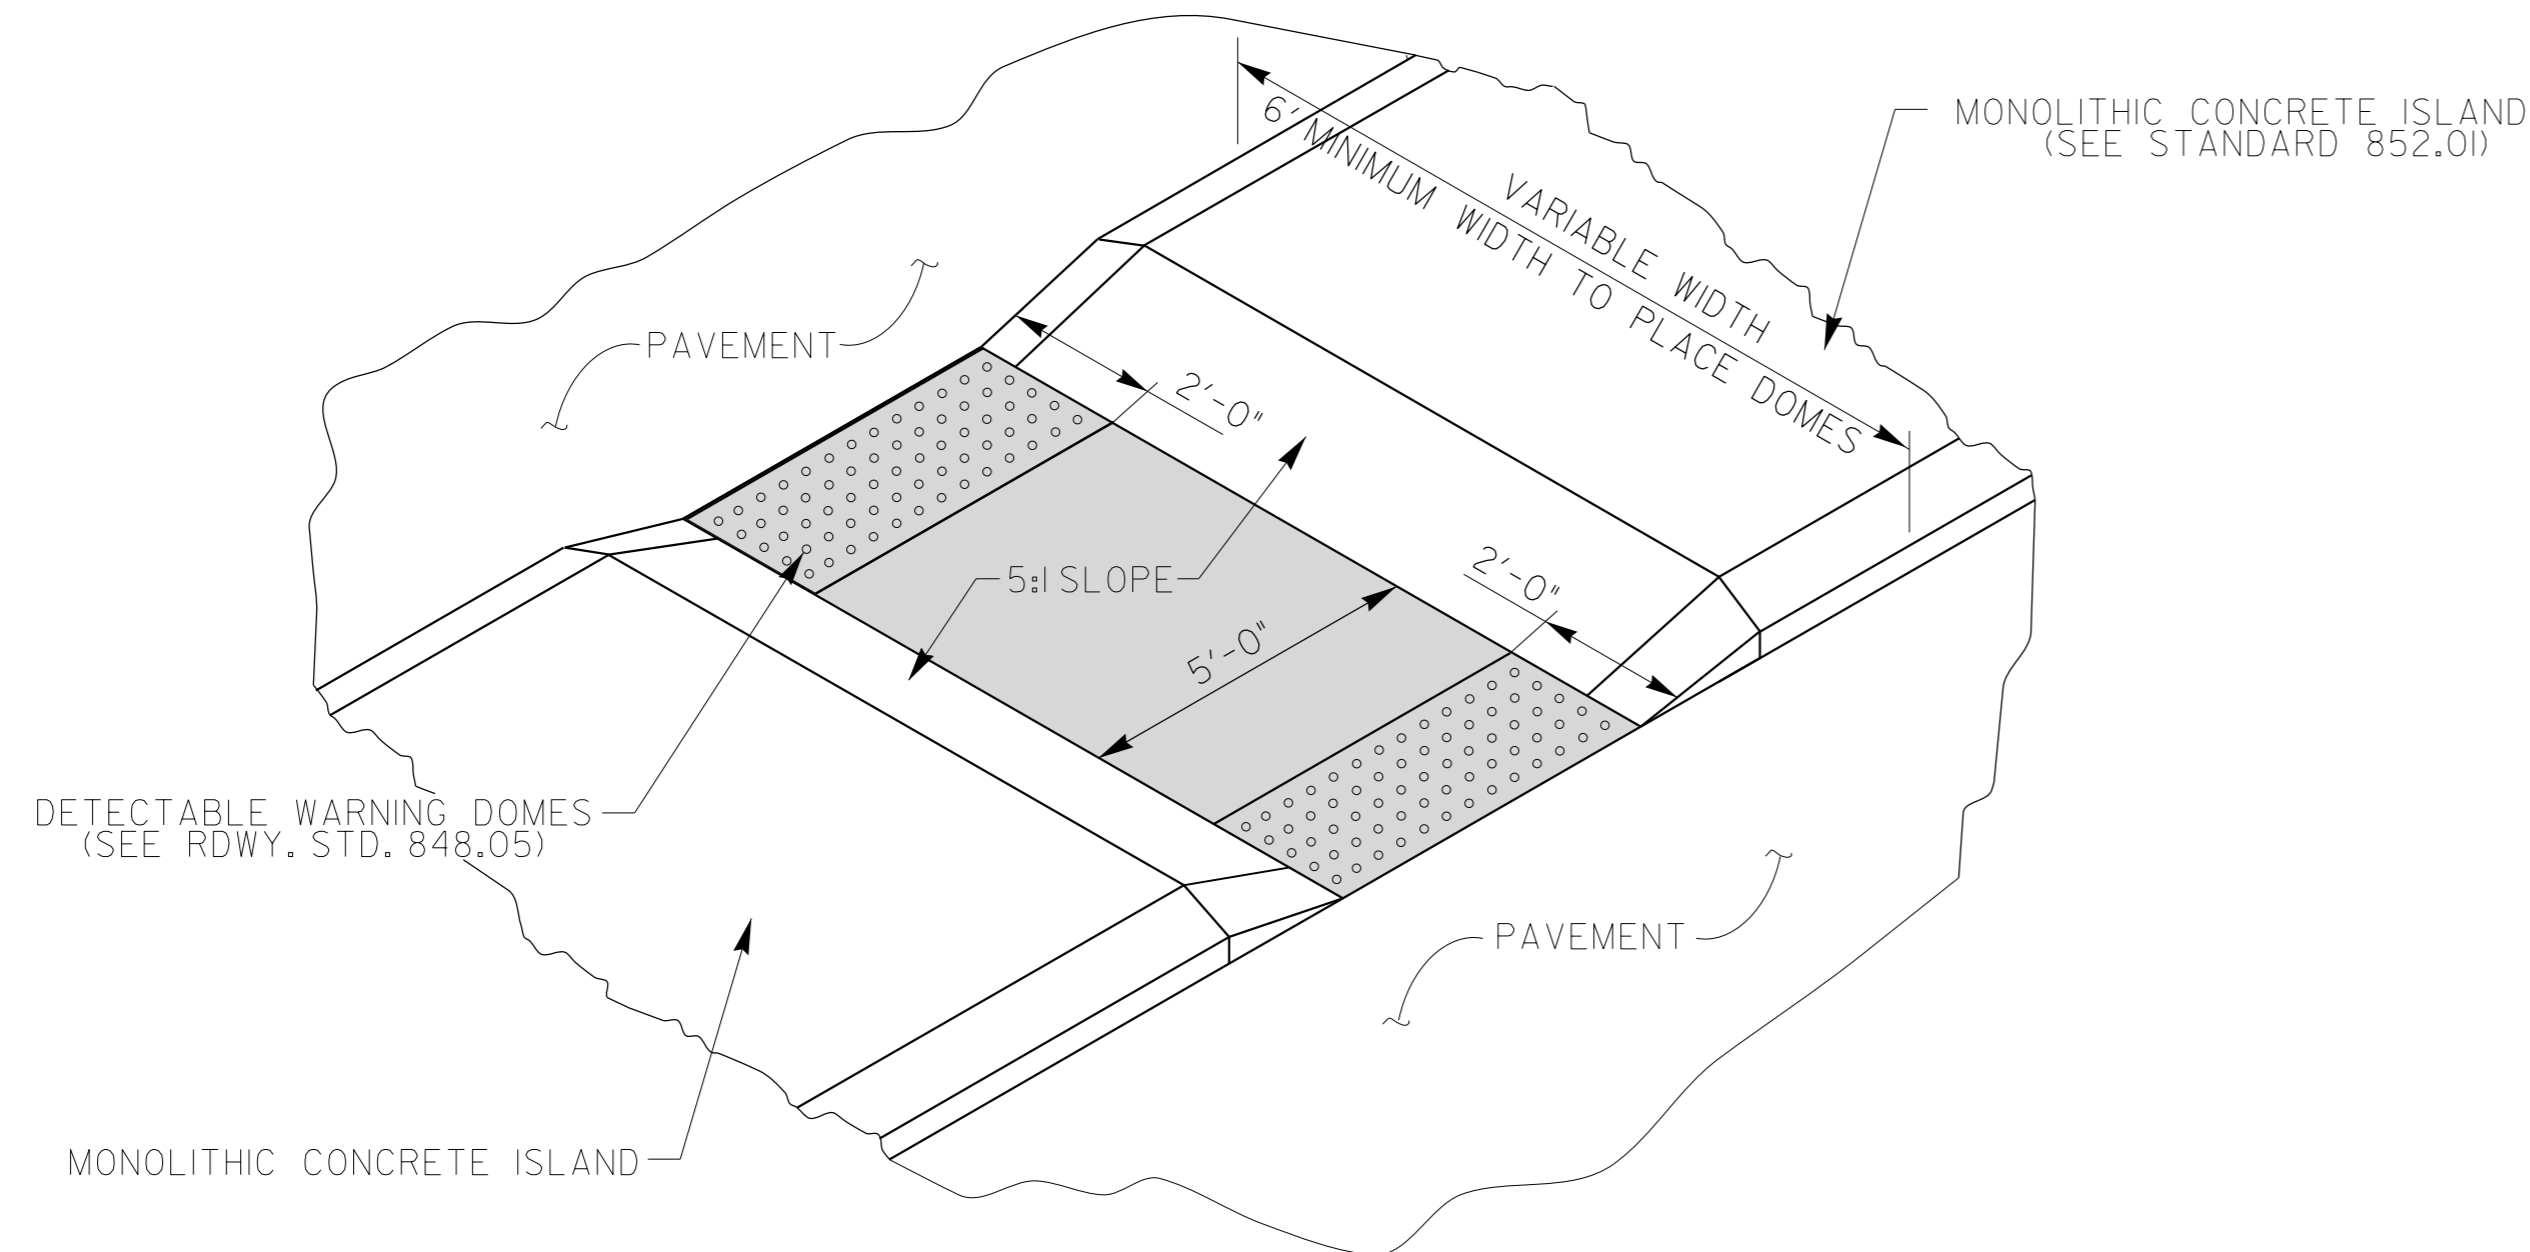 MONOLITHIC CONCRETE ISLAND
(SEE STANDARD 852.01)
6' MINIMUM WIDTH TO PLACE DOMES
VARIABLE WIDTH
PAVEMENT
2'-0"
5:1 SLOPE
2'-0"
5'-0"
DETECTABLE WARNING DOMES
(SEE RDWY. STD. 848.05)
PAVEMENT
MONOLITHIC CONCRETE ISLAND